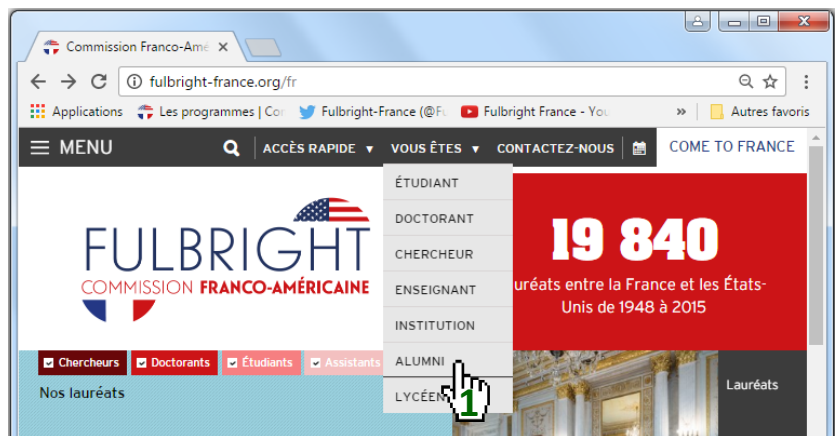 Commission Franco-Amé
fulbright-france.org/fr
Applications Les programmes | Co Fulbright-France (@F Fulbright France - You » Autres favoris
MENU ACCÈS RAPIDE ▼ VOUS ÊTES ▼ CONTACTEZ-NOUS COME TO FRANCE
ÉTUDIANT
DOCTORANT
CHERCHEUR
ENSEIGNANT
INSTITUTION
ALUMNI
LYCÉEN
1
FULBRIGHT
COMMISSION FRANCO-AMÉRICAINE
19 840
uréats entre la France et les États-
Unis de 1948 à 2015
Chercheurs Doctorants Étudiants Assistants
Nos lauréats
Lauréats